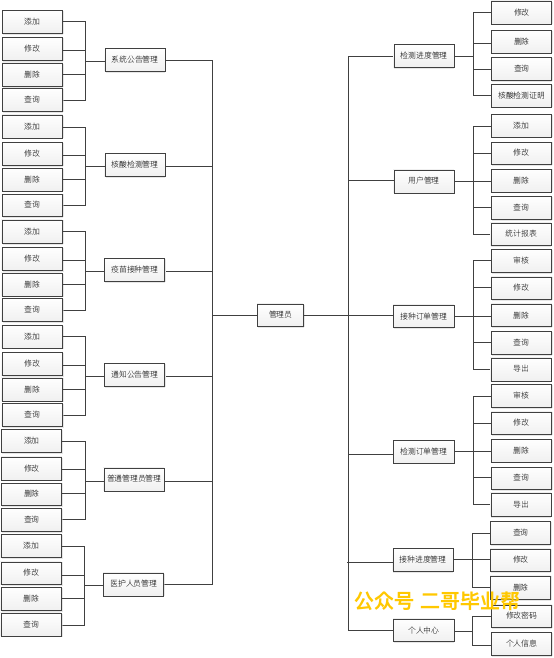 添加
修改
删除
查询
系统公告管理
添加
修改
删除
查询
核酸检测管理
添加
修改
删除
查询
疫苗接种管理
添加
修改
删除
查询
通知公告管理
添加
修改
删除
查询
普通管理员管理
添加
修改
删除
查询
医护人员管理
管理员
检测进度管理
修改
删除
查询
核酸检测证明
用户管理
添加
修改
删除
查询
统计报表
接种订单管理
审核
修改
删除
查询
导出
检测订单管理
审核
修改
删除
查询
导出
接种进度管理
查询
修改
删除
个人中心
修改密码
个人信息
公众号 二哥毕业帮